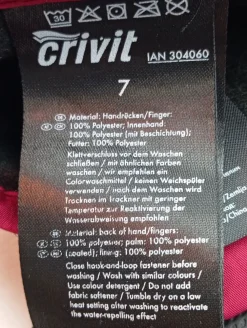 30
crivit
IAN 304060
7
Material: Handrücken/Finger:
100% Polyester; Innenhand:
100% Polyester (mit Beschichtung);
Futter: 100% Polyester
Klettverschluss vor dem Waschen
schließen / mit ähnlichen Farben
waschen / wir empfehlen ein
Colorwaschmittel / keinen Weichspüler
verwenden / nach dem Waschen wird
Trocknen im Trockner mit geringer
Temperatur zur Reaktivierung der
Wasserabweisung empfohlen
Material: back of hand/fingers:
100% polyester; palm: 100% polyester
(coated); lining: 100% polyester
Close hook-and-loop fastener before
washing / Wash with similar colours /
Use colour detergent / Do not add
fabric softener / Tumble dry on a low
heat setting after washing to reactivate
the water-repelling effect